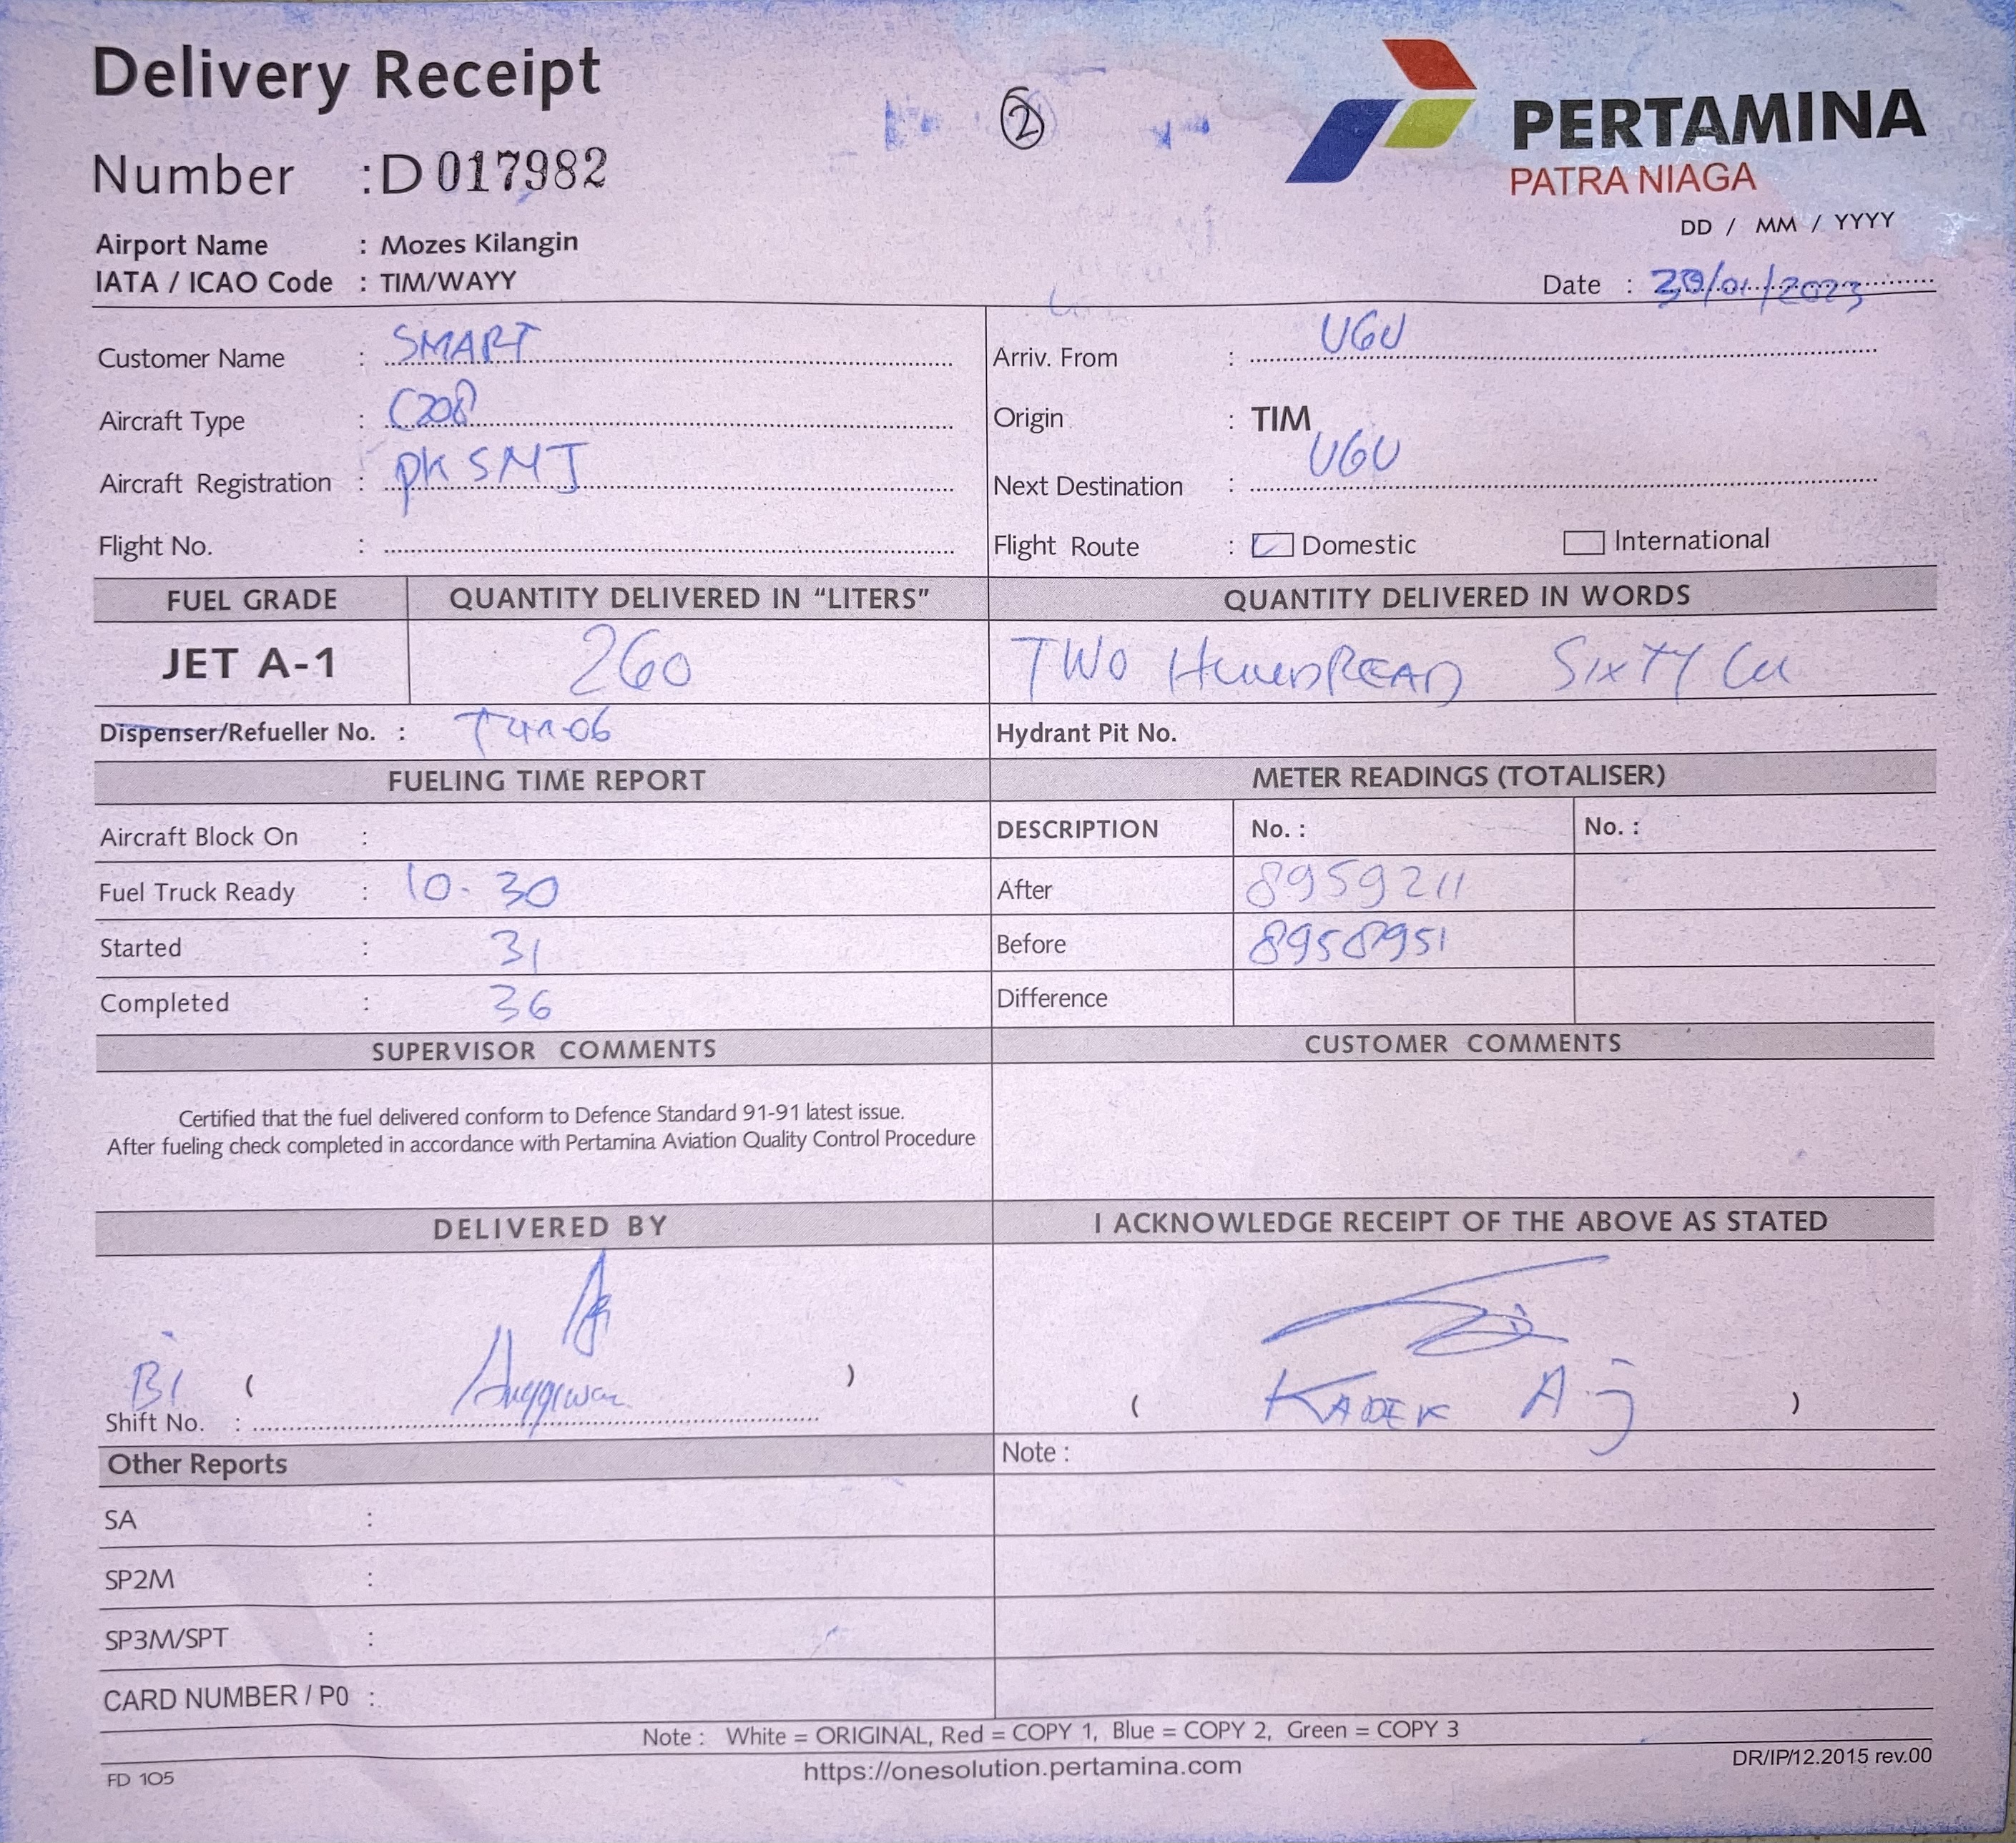 Delivery Receipt
②
PERTAMINA
PATRA NIAGA
Number : D 017982
DD / MM / YYYY
Airport Name : Mozes Kilangin
IATA / ICAO Code : TIM/WAYY
Date : /01/2023
Customer Name : SMART
Arriv. From : UGU
Aircraft Type : C208
Origin : TIM
Aircraft Registration : PK SMJ
Next Destination : UGU
Flight No. :
Flight Route : Domestic International
FUEL GRADE QUANTITY DELIVERED IN “LITERS” QUANTITY DELIVERED IN WORDS
JET A-1 260 TWO HUNDREAD SIXTY
Dispenser/Refueller No. :
Hydrant Pit No.
FUELING TIME REPORT METER READINGS (TOTALISER)
Aircraft Block On :
DESCRIPTION No. : No. :
Fuel Truck Ready : 10-30
After 8959211
Started : 31
Before 8958951
Completed : 36
Difference
SUPERVISOR COMMENTS CUSTOMER COMMENTS
Certified that the fuel delivered conform to Defence Standard 91-91 latest issue.
After fueling check completed in accordance with Pertamina Aviation Quality Control Procedure
DELIVERED BY I ACKNOWLEDGE RECEIPT OF THE ABOVE AS STATED
B1 ( ) ( KADEK A.J )
Shift No. :
Other Reports
Note :
SA :
SP2M :
SP3M/SPT :
CARD NUMBER / P0 :
Note : White = ORIGINAL, Red = COPY 1, Blue = COPY 2, Green = COPY 3
FD 105
https://onesolution.pertamina.com
DR/IP/12.2015 rev.00